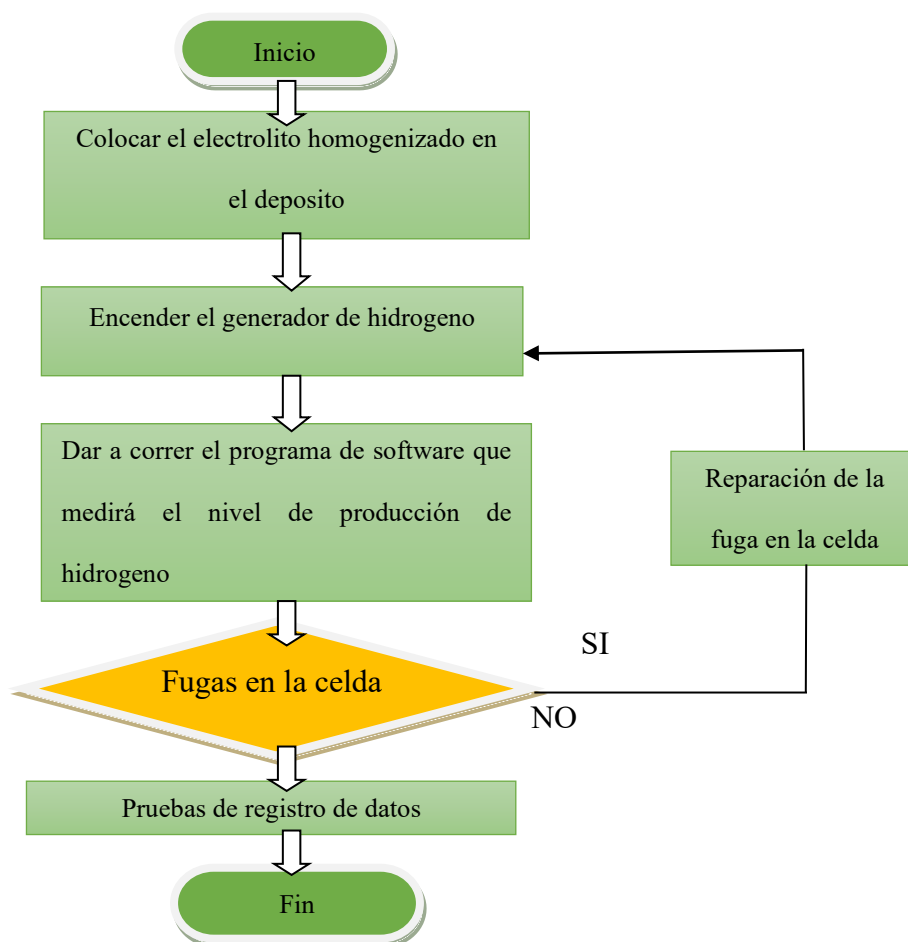 Inicio
Colocar el electrolito homogenizado en
el deposito
Encender el generador de hidrogeno
Dar a correr el programa de software que
medirá el nivel de producción de
hidrogeno
Reparación de la
fuga en la celda
SI
Fugas en la celda
NO
Pruebas de registro de datos
Fin